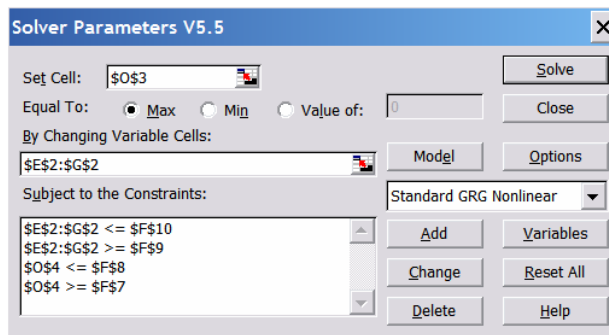 Solver Parameters V5.5
Set Cell: $O$3 Solve
Equal To: Max Min Value of: 0 Close
By Changing Variable Cells:
$E$2:$G$2 Model Options
Subject to the Constraints: Standard GRG Nonlinear
$E$2:$G$2 <= $F$10
$E$2:$G$2 >= $F$9 Add Variables
$O$4 <= $F$8
$O$4 >= $F$7 Change Reset All
Delete Help